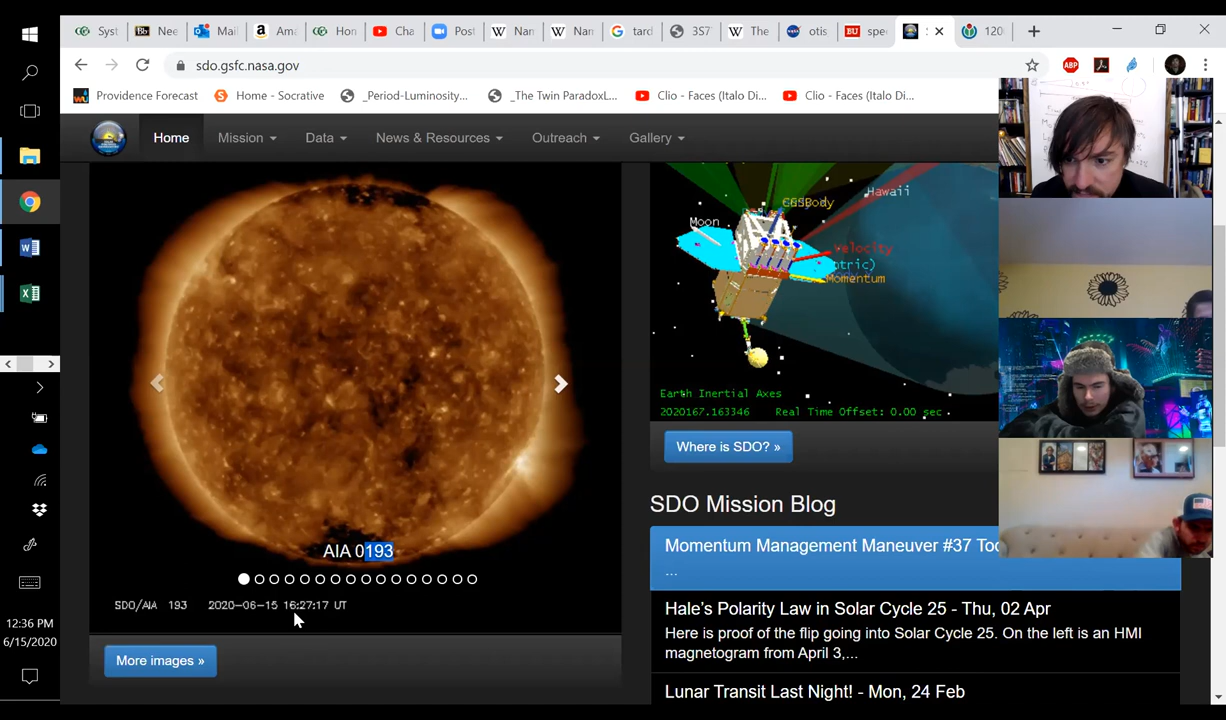 Syst
Nee
Mail
Ama
Hon
Cha
Post
Nan
Nan
tard
3S7
The
otis
spe
120
sdo.gsfc.nasa.gov
Providence Forecast
Home - Socrative
_Period-Luminosity...
_The Twin ParadoxL...
Clio - Faces (Italo Di...
Clio - Faces (Italo Di...
Home
Mission
Data
News & Resources
Outreach
Gallery
AIA 0193
SDO/AIA 193 2020-06-15 16:27:17 UT
More images »
Hawaii
Moon
Velocity
Momentum
Earth Inertial Axes
2020167.163346 Real Time Offset: 0.00 sec
Where is SDO? »
SDO Mission Blog
Momentum Management Maneuver #37 Too
...
Hale's Polarity Law in Solar Cycle 25 - Thu, 02 Apr
Here is proof of the flip going into Solar Cycle 25. On the left is an HMI
magnetogram from April 3,...
Lunar Transit Last Night! - Mon, 24 Feb
12:36 PM
6/15/2020